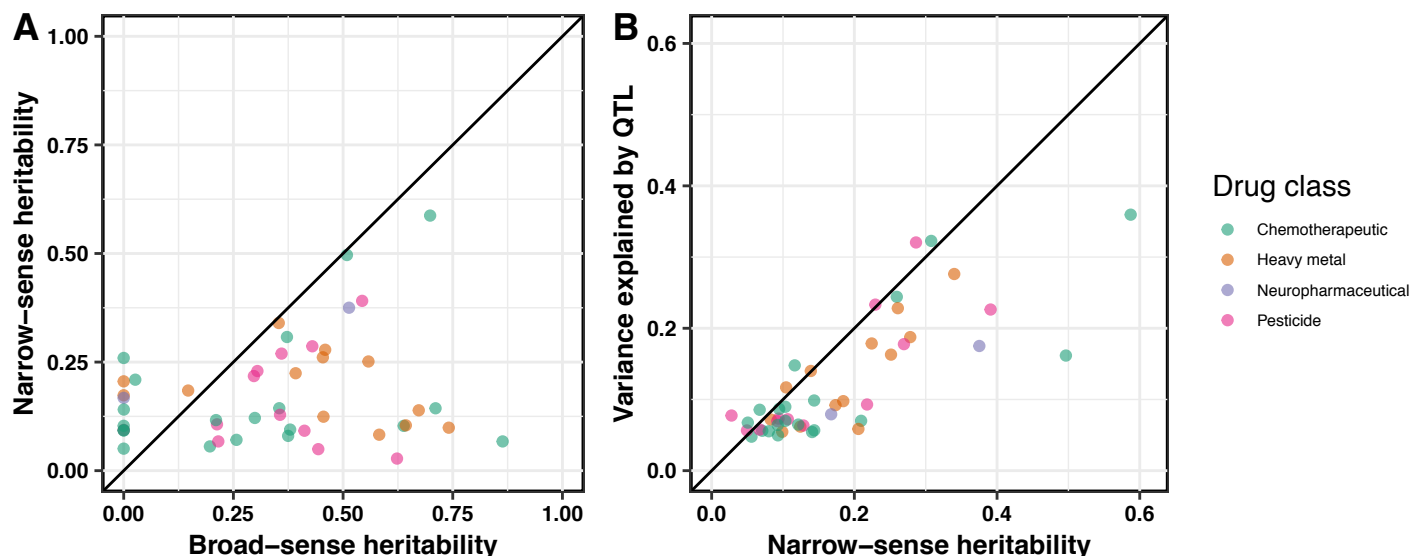 A
1.00
0.75
0.50
0.25
0.00
Narrow−sense heritability
0.00 0.25 0.50 0.75 1.00
Broad−sense heritability
B
0.6
0.4
0.2
0.0
Variance explained by QTL
0.0 0.2 0.4 0.6
Narrow−sense heritability
Drug class
Chemotherapeutic
Heavy metal
Neuropharmaceutical
Pesticide